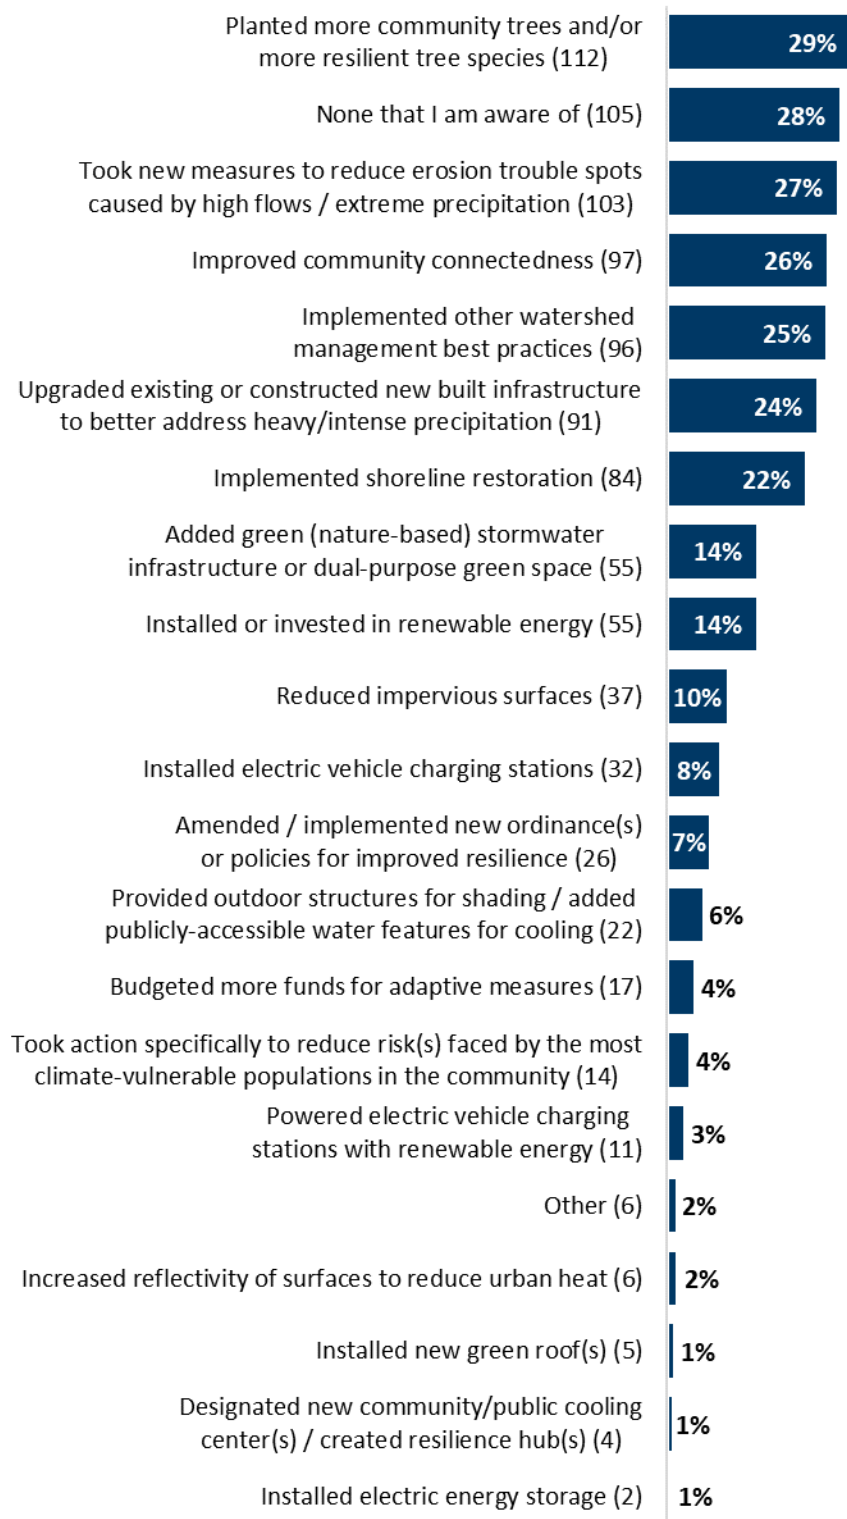 Planted more community trees and/or
more resilient tree species (112)
29%
None that I am aware of (105)
28%
Took new measures to reduce erosion trouble spots
caused by high flows / extreme precipitation (103)
27%
Improved community connectedness (97)
26%
Implemented other watershed
management best practices (96)
25%
Upgraded existing or constructed new built infrastructure
to better address heavy/intense precipitation (91)
24%
Implemented shoreline restoration (84)
22%
Added green (nature-based) stormwater
infrastructure or dual-purpose green space (55)
14%
Installed or invested in renewable energy (55)
14%
Reduced impervious surfaces (37)
10%
Installed electric vehicle charging stations (32)
8%
Amended / implemented new ordinance(s)
or policies for improved resilience (26)
7%
Provided outdoor structures for shading / added
publicly-accessible water features for cooling (22)
6%
Budgeted more funds for adaptive measures (17)
4%
Took action specifically to reduce risk(s) faced by the most
climate-vulnerable populations in the community (14)
4%
Powered electric vehicle charging
stations with renewable energy (11)
3%
Other (6)
2%
Increased reflectivity of surfaces to reduce urban heat (6)
2%
Installed new green roof(s) (5)
1%
Designated new community/public cooling
center(s) / created resilience hub(s) (4)
1%
Installed electric energy storage (2)
1%